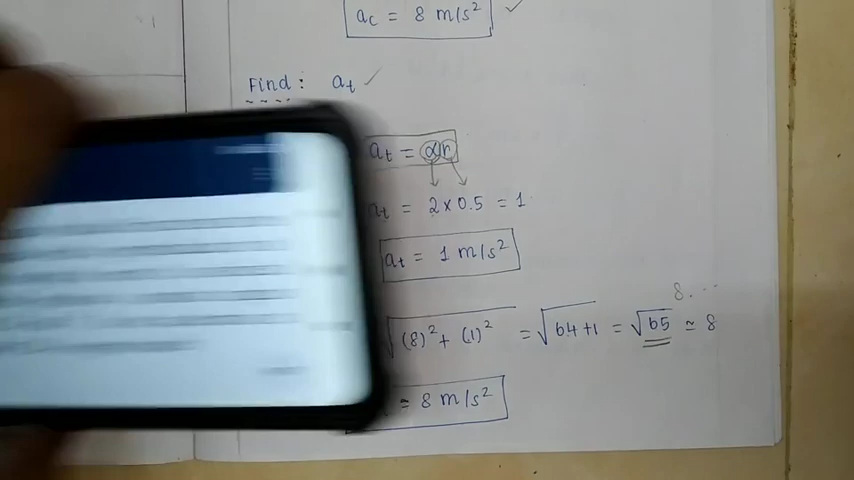 ac = 8 m/s²
Find : at
at = αr
at = 2 × 0.5 = 1
at = 1 m/s²
8...
√(8)² + (1)² = √64+1 = √65 ≃ 8
≃ 8 m/s²